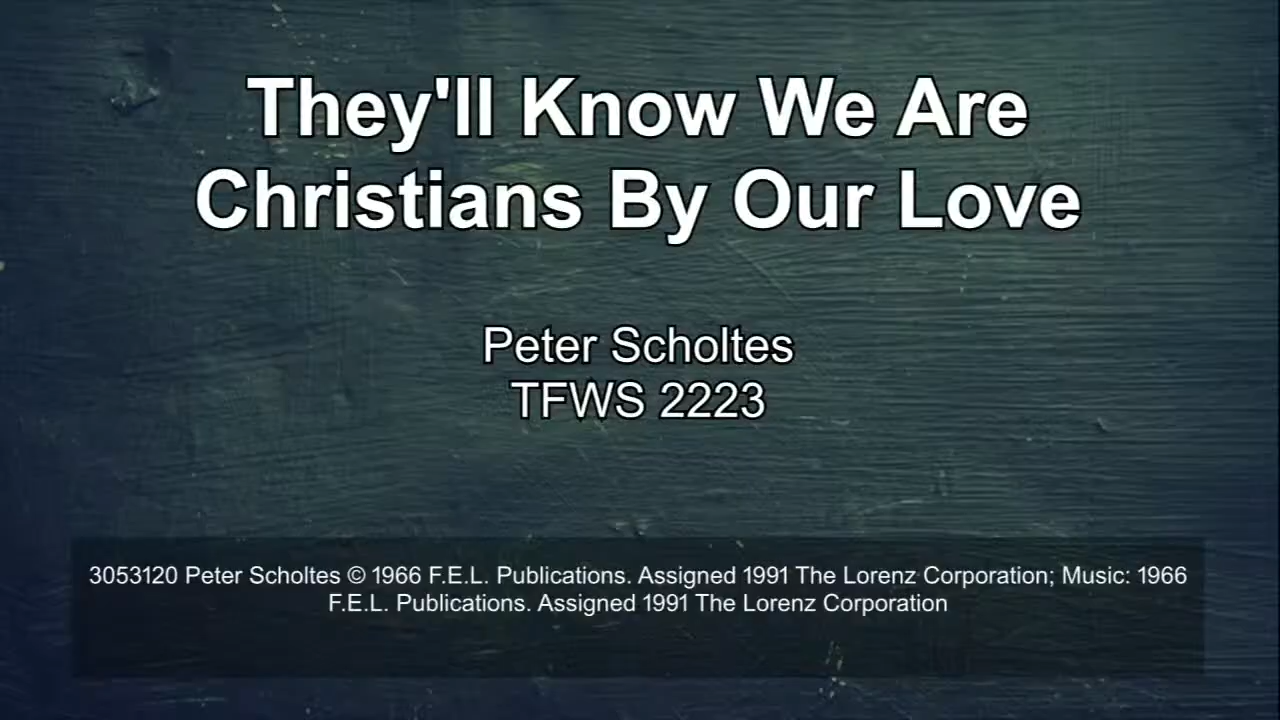 They'll Know We Are
Christians By Our Love
Peter Scholtes
TFWS 2223
3053120 Peter Scholtes © 1966 F.E.L. Publications. Assigned 1991 The Lorenz Corporation; Music: 1966
F.E.L. Publications. Assigned 1991 The Lorenz Corporation